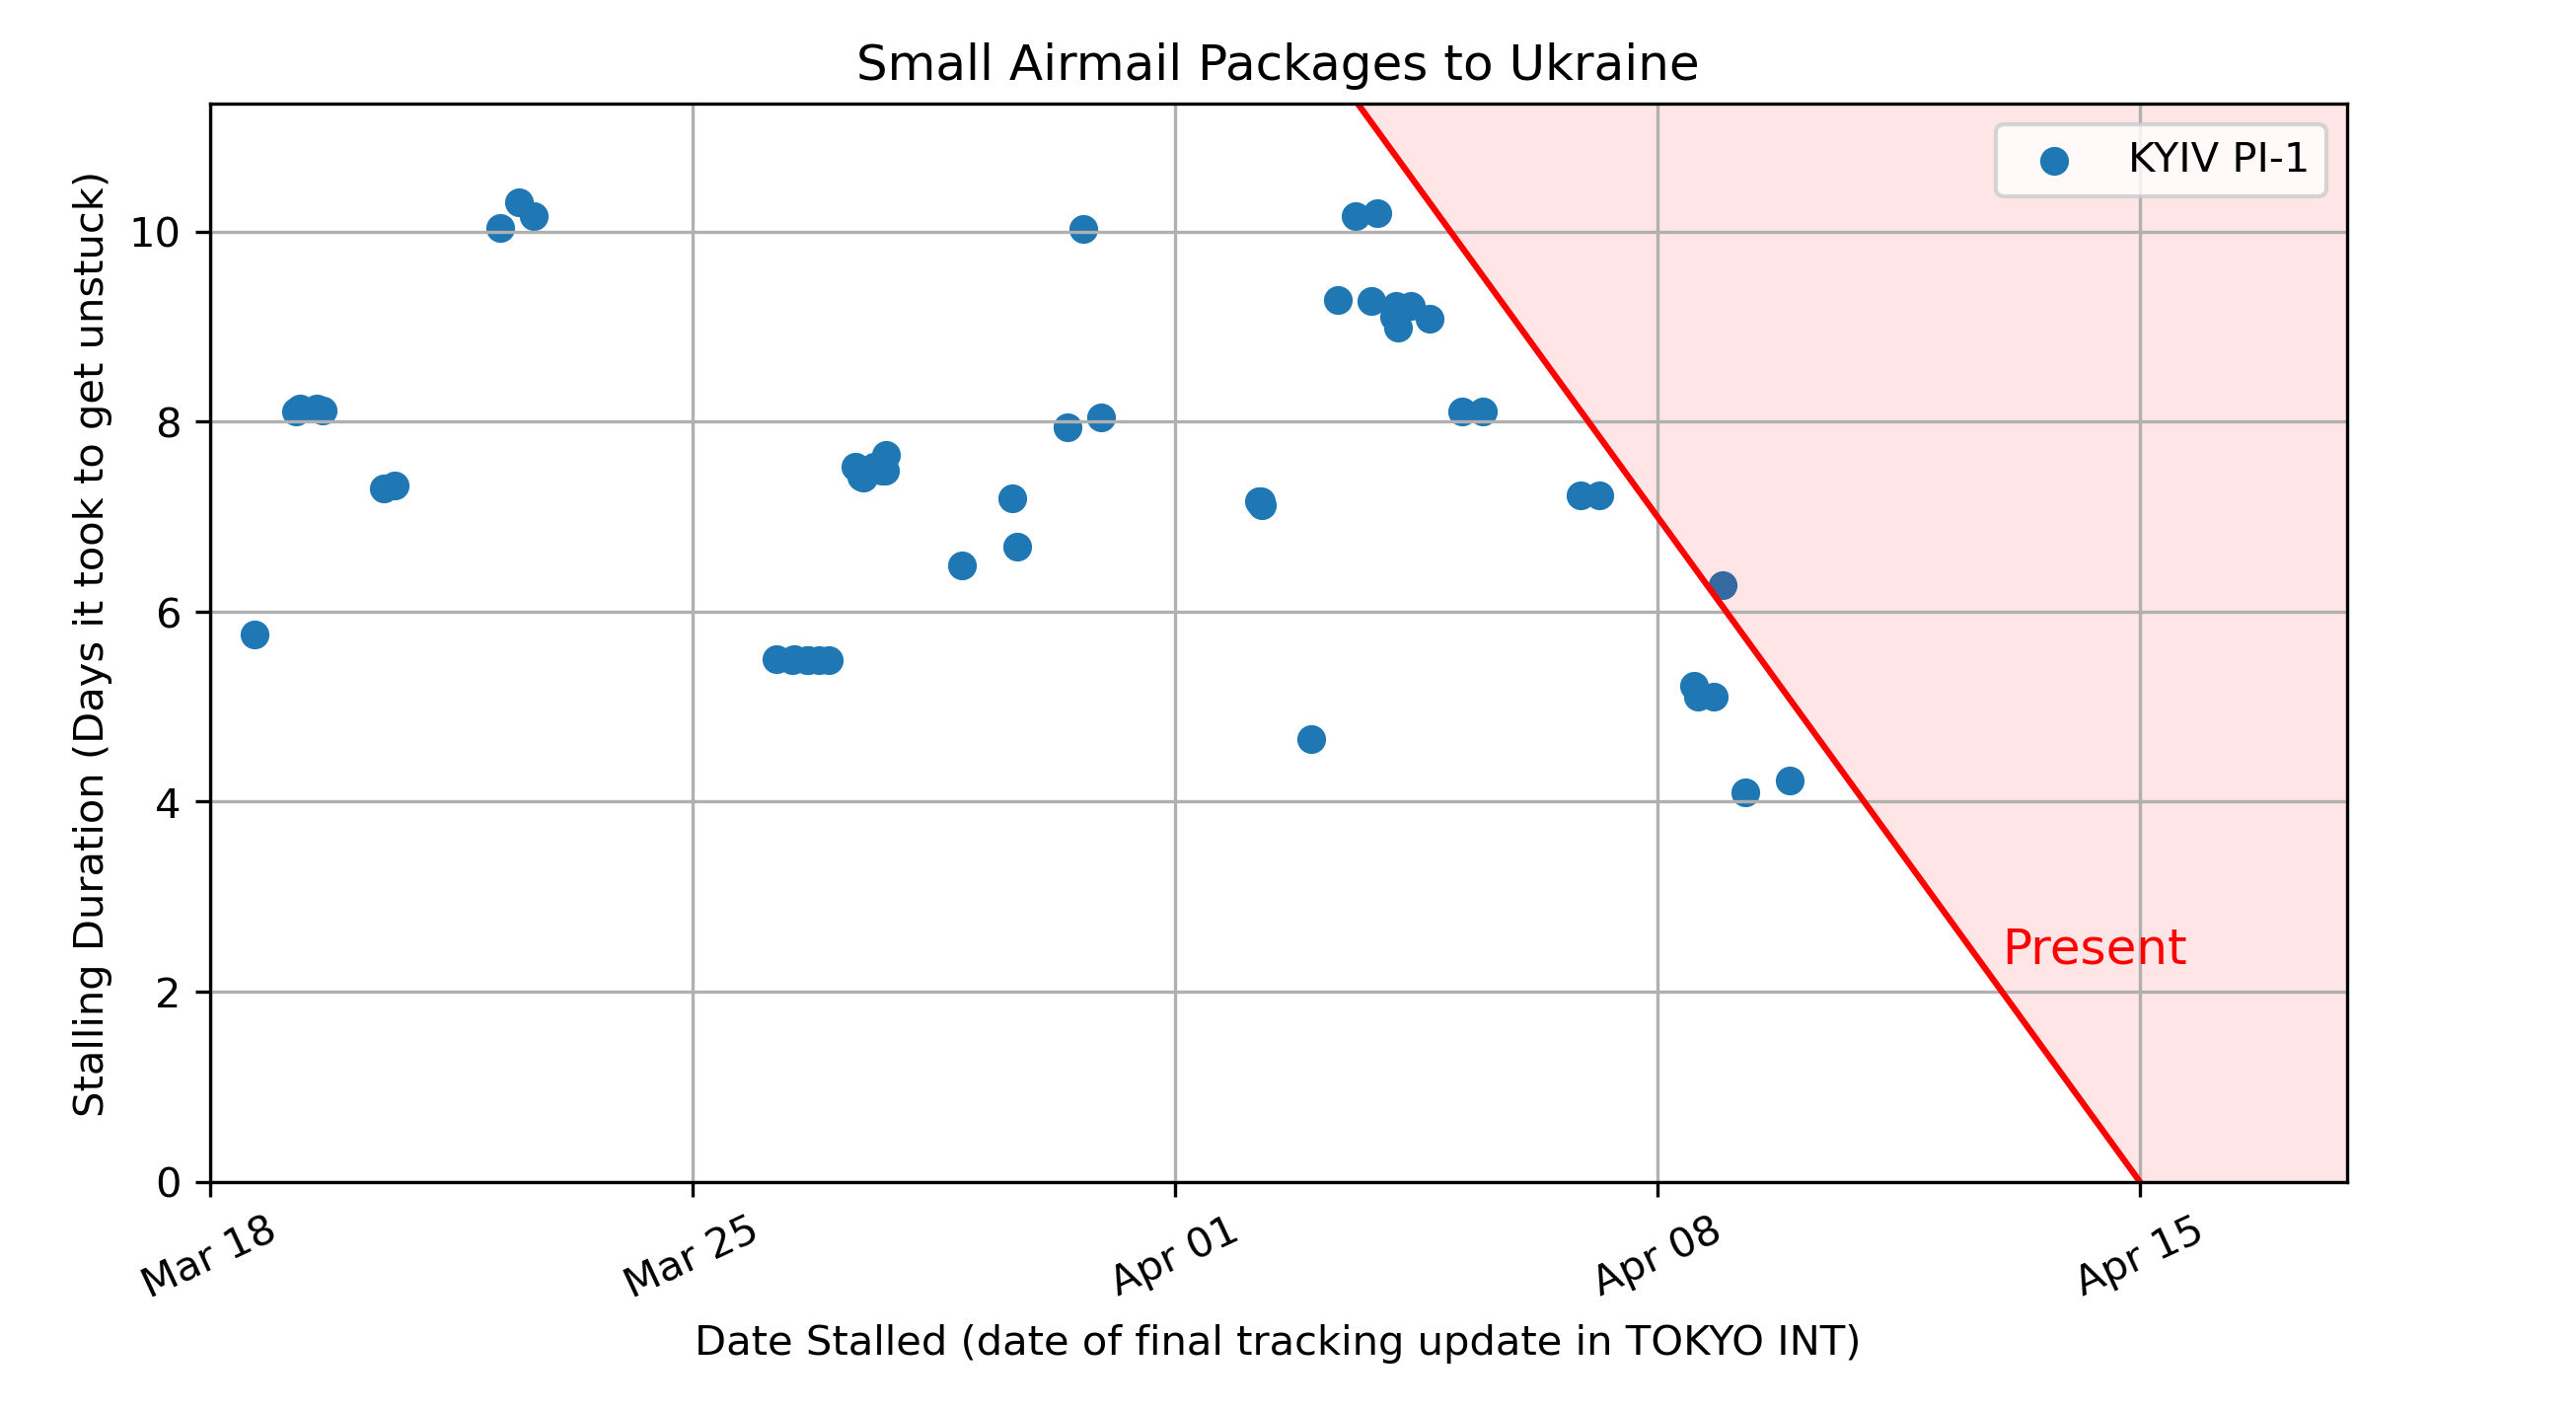 Small Airmail Packages to Ukraine
KYIV PI-1
Stalling Duration (Days it took to get unstuck)
10
8
6
4
2
0
Present
Mar 18
Mar 25
Apr 01
Apr 08
Apr 15
Date Stalled (date of final tracking update in TOKYO INT)